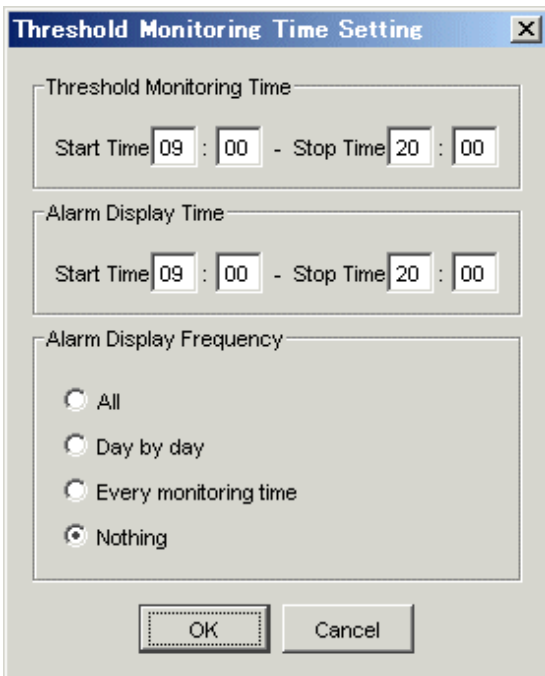 Threshold Monitoring Time Setting
Threshold Monitoring Time
Start Time 09 : 00 - Stop Time 20 : 00
Alarm Display Time
Start Time 09 : 00 - Stop Time 20 : 00
Alarm Display Frequency
All
Day by day
Every monitoring time
Nothing
OK Cancel